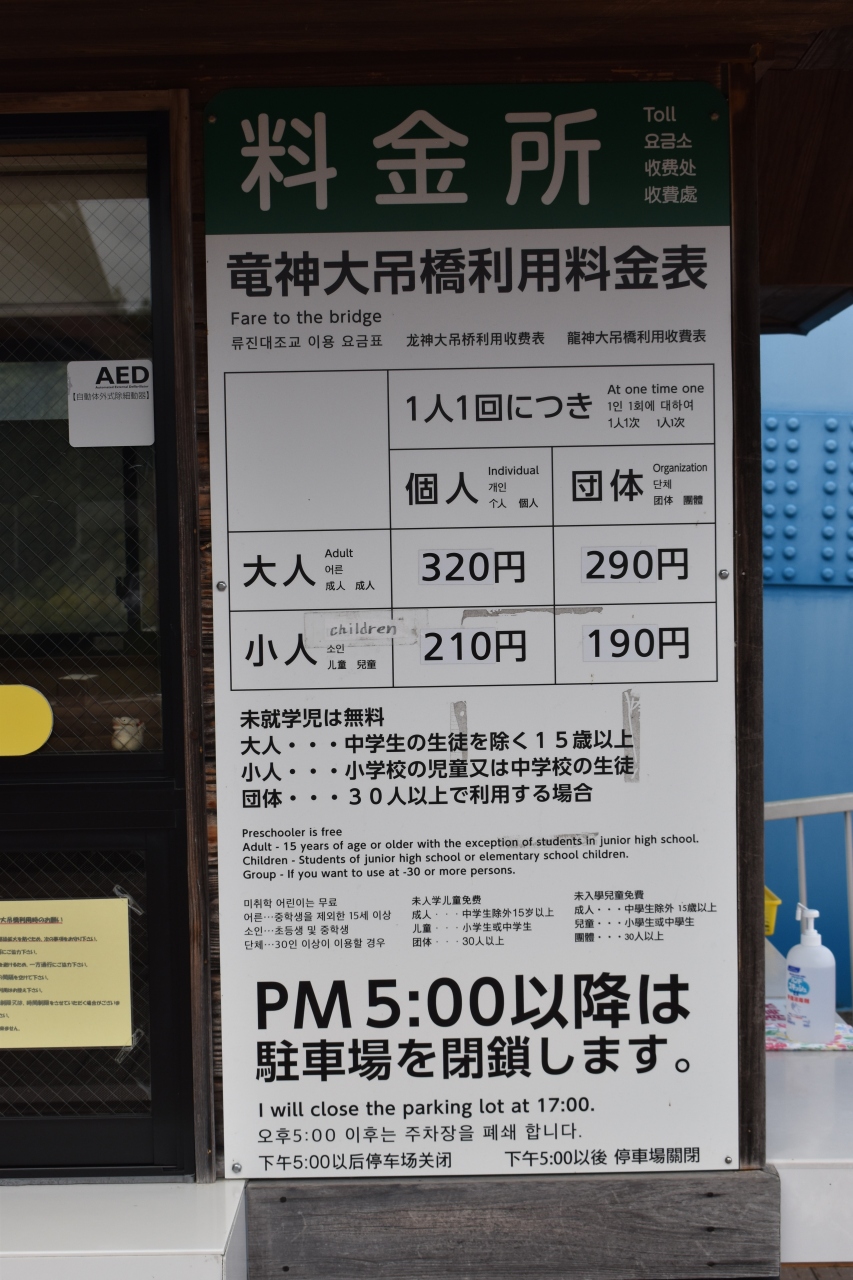 料金所
Toll
요금소
收费处
收費處
竜神大吊橋利用料金表
Fare to the bridge
류진대조교 이용 요금표 龙神大吊桥利用收费表 龍神大吊橋利用收費表
AED
【自動体外式除細動器】
1人1回につき
At one time one
1인 1회에 대하여
1人1次 1人1次
個人
Individual
개인
个人 個人
団体
Organization
단체
团体 團體
大人
Adult
어른
成人 成人
320円
290円
小人
children
소인
儿童 兒童
210円
190円
未就学児は無料
大人・・・中学生の生徒を除く15歳以上
小人・・・小学校の児童又は中学校の生徒
団体・・・30人以上で利用する場合
Preschooler is free
Adult - 15 years of age or older with the exception of students in junior high school.
Children - Students of junior high school or elementary school children.
Group - If you want to use at -30 or more persons.
미취학 어린이는 무료
어른…중학생을 제외한 15세 이상
소인…초등생 및 중학생
단체…30인 이상이 이용할 경우
未人学儿童免费
成人・・・中学生除外15岁以上
儿童・・・小学生或中学生
团体・・・30人以上
未入學兒童免費
成人・・・中學生除外 15歲以上
兒童・・・小學生或中學生
團體・・・30人以上
PM5:00以降は
駐車場を閉鎖します。
I will close the parking lot at 17:00.
오후5:00 이후는 주차장을 폐쇄 합니다.
下午5:00以后停车场关闭 下午5:00以後 停車場關閉